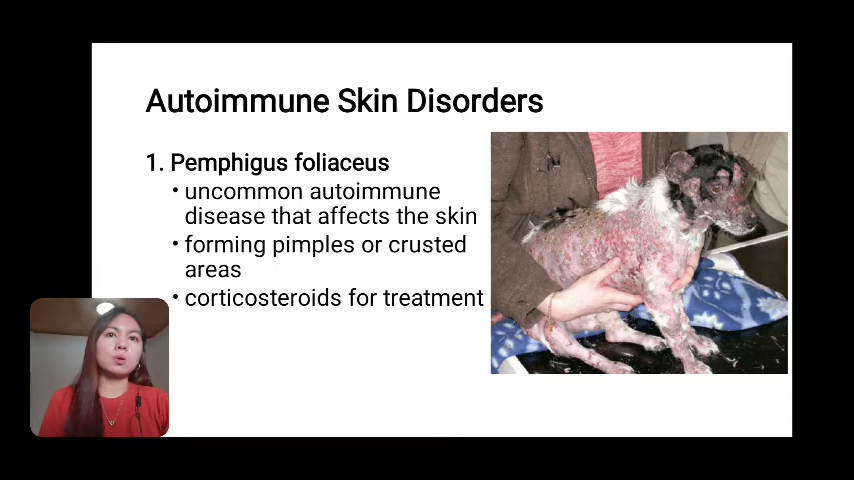 Autoimmune Skin Disorders
1. Pemphigus foliaceus
• uncommon autoimmune
disease that affects the skin
• forming pimples or crusted
areas
• corticosteroids for treatment